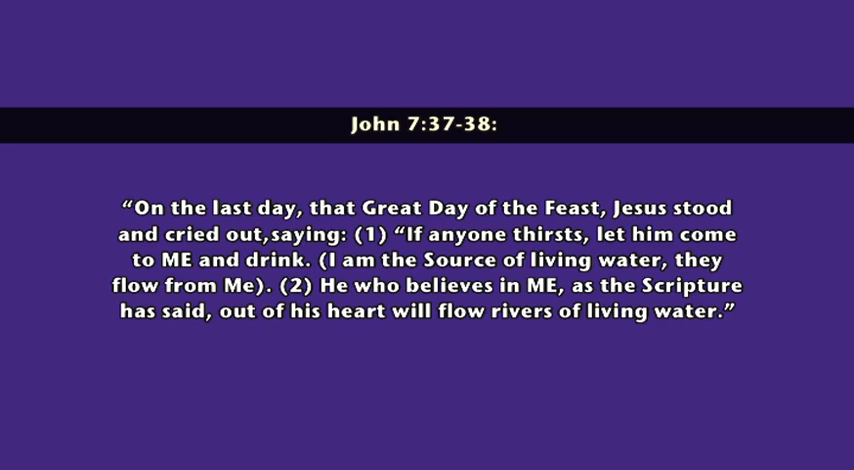 John 7:37-38:
“On the last day, that Great Day of the Feast, Jesus stood
and cried out,saying: (1) “If anyone thirsts, let him come
to ME and drink. (I am the Source of living water, they
flow from Me). (2) He who believes in ME, as the Scripture
has said, out of his heart will flow rivers of living water.”